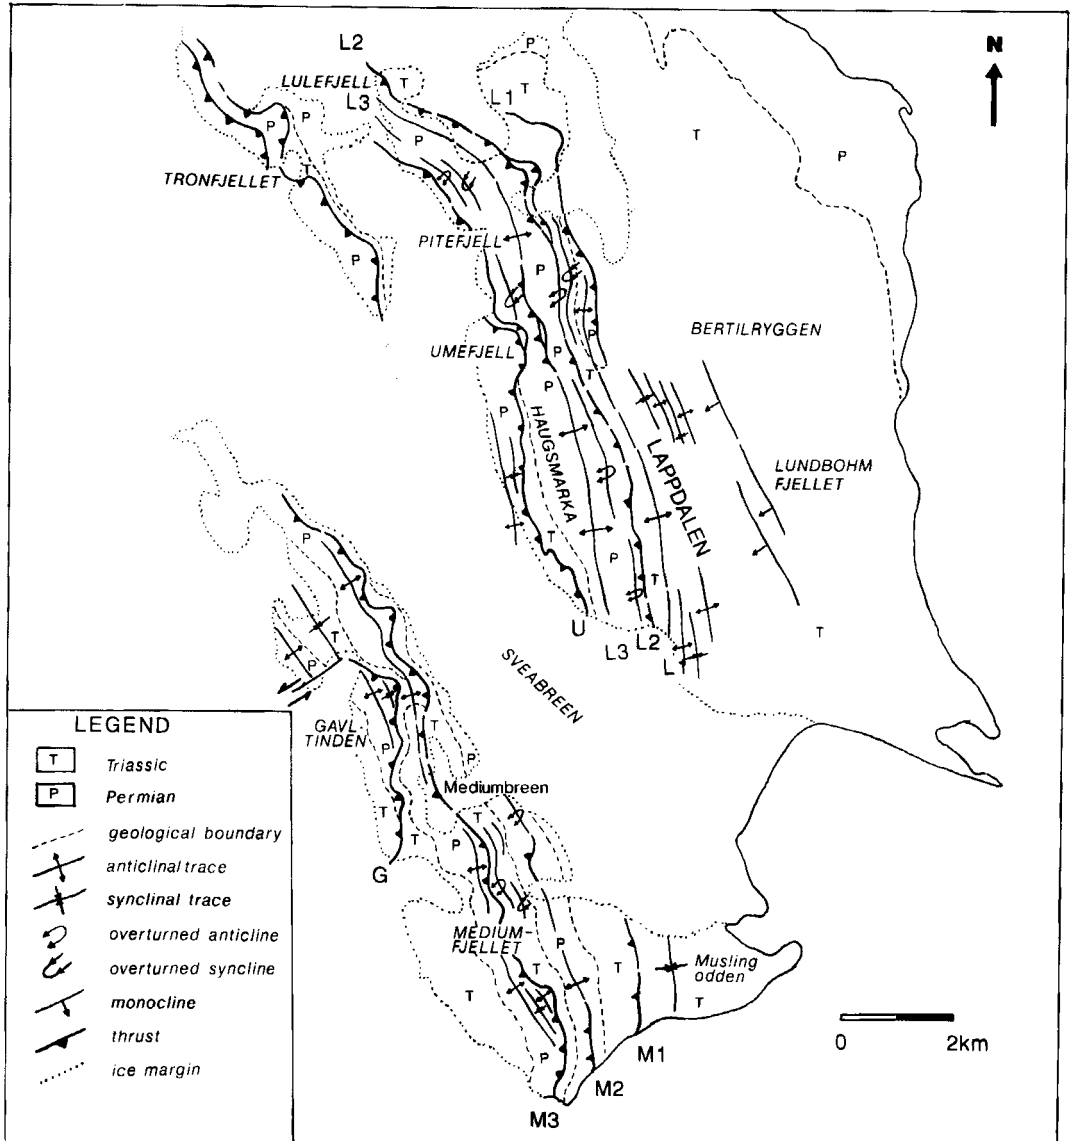 L2
N
P
LULEFJELL
T
L3
L1
T
P
P
T
P
P
T
TRONFJELLET
PITEFJELL
P
P
P
BERTILRYGGEN
UMEFJELL
P
P
T
P
P
HAUGSMARKA
LAPPDALEN
LUNDBOHM
FJELLET
P
T
P
T
T
U
L3
L2
L
T
P
SVEABREEN
GAVL-
TINDEN
P
T
P
Mediumbreen
T
T
T
P
G
MEDIUM-
FJELLET
P
T
T
T
Musling
odden
T
P
M1
M2
M3
0
2km
LEGEND
T
Triassic
P
Permian
geological boundary
anticlinal trace
synclinal trace
overturned anticline
overturned syncline
monocline
thrust
ice margin